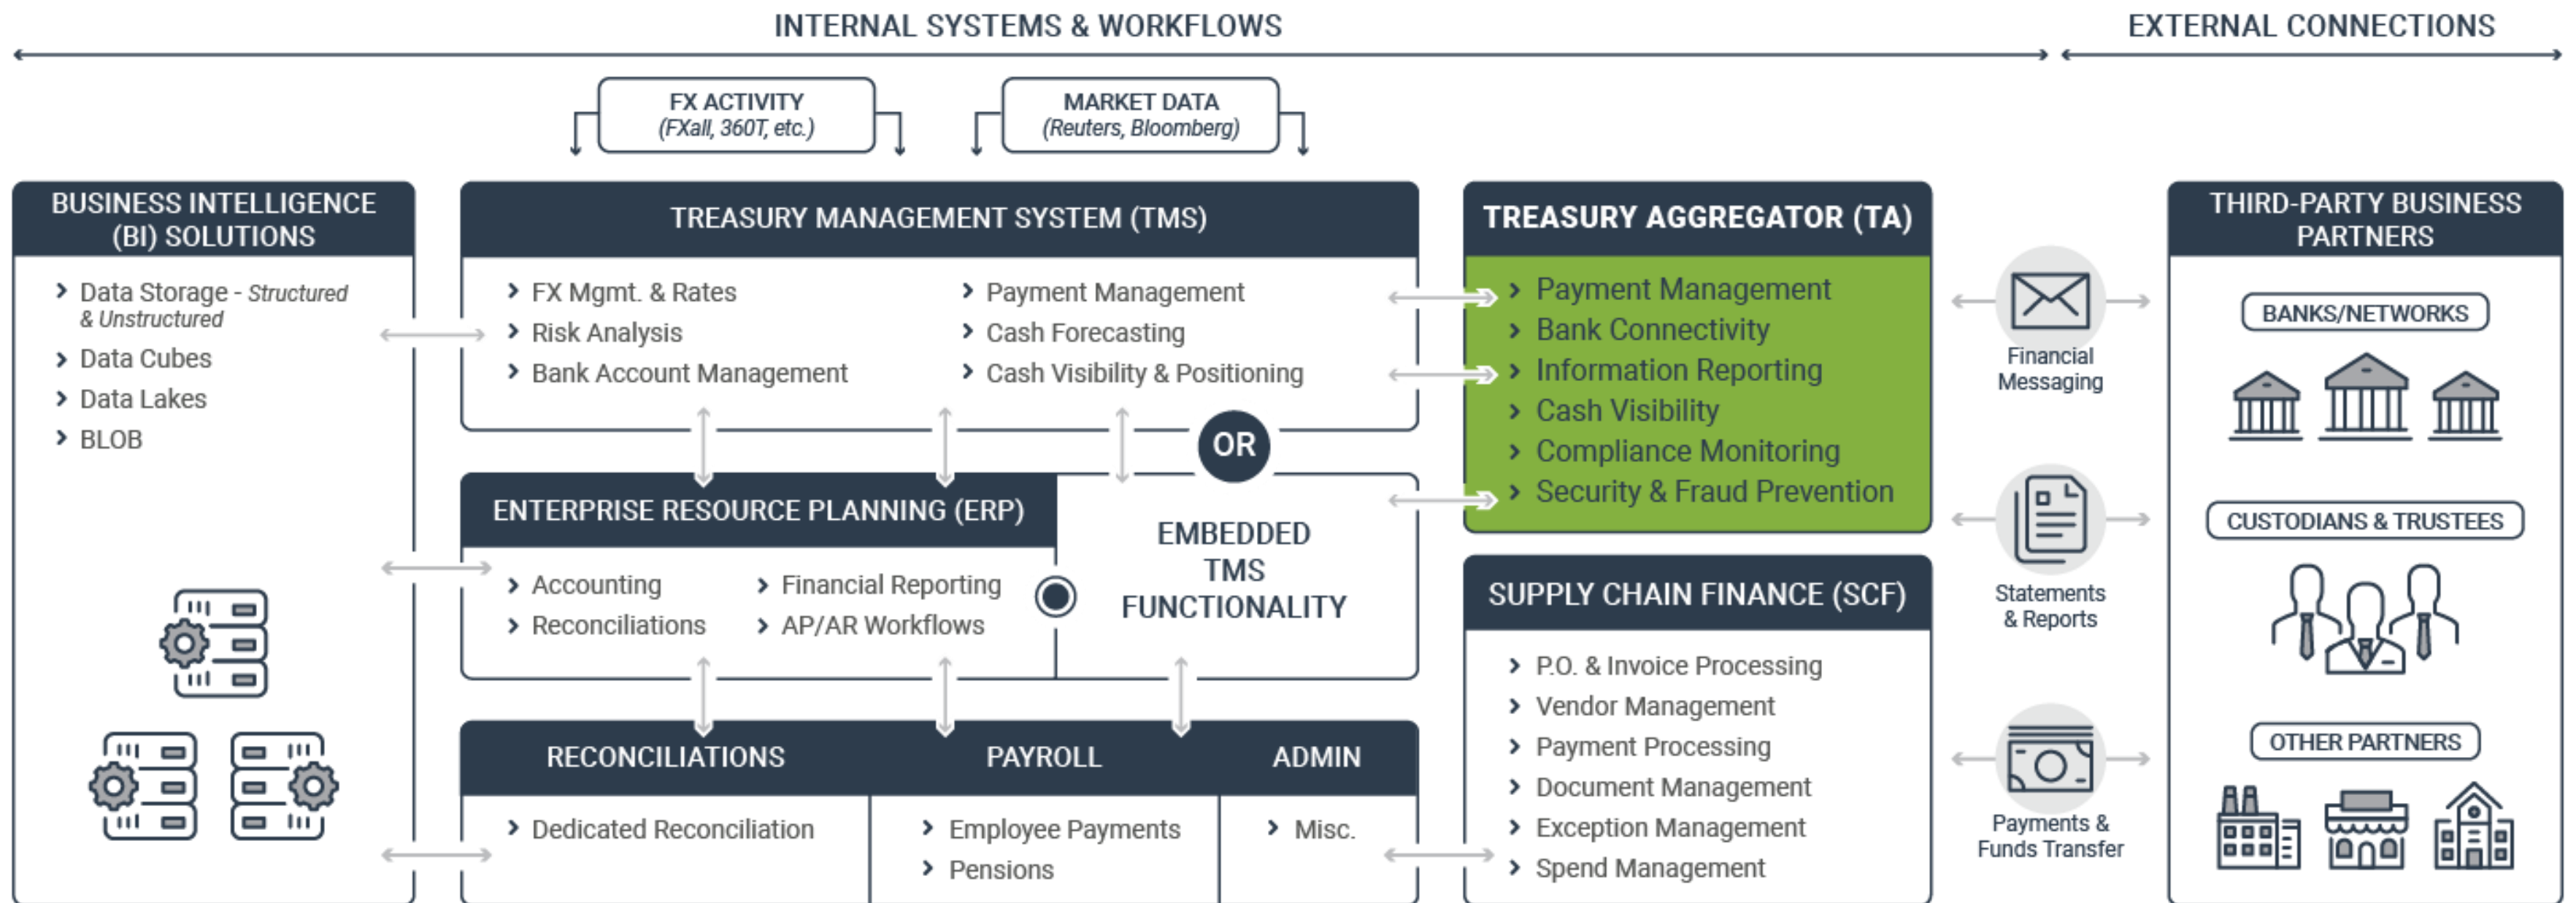 INTERNAL SYSTEMS & WORKFLOWS
EXTERNAL CONNECTIONS
FX ACTIVITY
(FXall, 360T, etc.)
MARKET DATA
(Reuters, Bloomberg)
BUSINESS INTELLIGENCE
(BI) SOLUTIONS
Data Storage - Structured
& Unstructured
Data Cubes
Data Lakes
BLOB
TREASURY MANAGEMENT SYSTEM (TMS)
FX Mgmt. & Rates
Risk Analysis
Bank Account Management
Payment Management
Cash Forecasting
Cash Visibility & Positioning
OR
ENTERPRISE RESOURCE PLANNING (ERP)
Accounting
Reconciliations
Financial Reporting
AP/AR Workflows
EMBEDDED
TMS
FUNCTIONALITY
RECONCILIATIONS
Dedicated Reconciliation
PAYROLL
Employee Payments
Pensions
ADMIN
Misc.
TREASURY AGGREGATOR (TA)
Payment Management
Bank Connectivity
Information Reporting
Cash Visibility
Compliance Monitoring
Security & Fraud Prevention
SUPPLY CHAIN FINANCE (SCF)
P.O. & Invoice Processing
Vendor Management
Payment Processing
Document Management
Exception Management
Spend Management
Financial
Messaging
Statements
& Reports
Payments &
Funds Transfer
THIRD-PARTY BUSINESS
PARTNERS
BANKS/NETWORKS
CUSTODIANS & TRUSTEES
OTHER PARTNERS